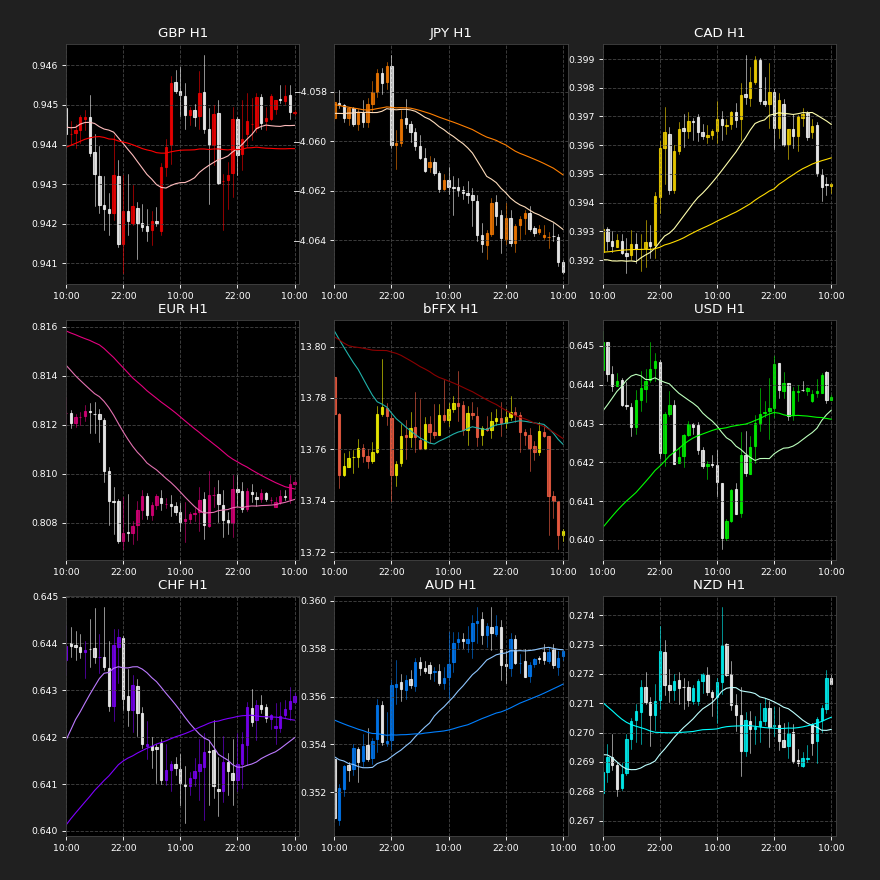 GBP H1
0.946
0.945
0.944
0.943
0.942
0.941
10:00 22:00 10:00 22:00 10:00
JPY H1
−4.058
−4.060
−4.062
−4.064
10:00 22:00 10:00 22:00 10:00
CAD H1
0.399
0.398
0.397
0.396
0.395
0.394
0.393
0.392
10:00 22:00 10:00 22:00 10:00
EUR H1
0.816
0.814
0.812
0.810
0.808
10:00 22:00 10:00 22:00 10:00
bFFX H1
13.80
13.78
13.76
13.74
13.72
10:00 22:00 10:00 22:00 10:00
USD H1
0.645
0.644
0.643
0.642
0.641
0.640
10:00 22:00 10:00 22:00 10:00
CHF H1
0.645
0.644
0.643
0.642
0.641
0.640
10:00 22:00 10:00 22:00 10:00
AUD H1
0.360
0.358
0.356
0.354
0.352
10:00 22:00 10:00 22:00 10:00
NZD H1
0.274
0.273
0.272
0.271
0.270
0.269
0.268
0.267
10:00 22:00 10:00 22:00 10:00